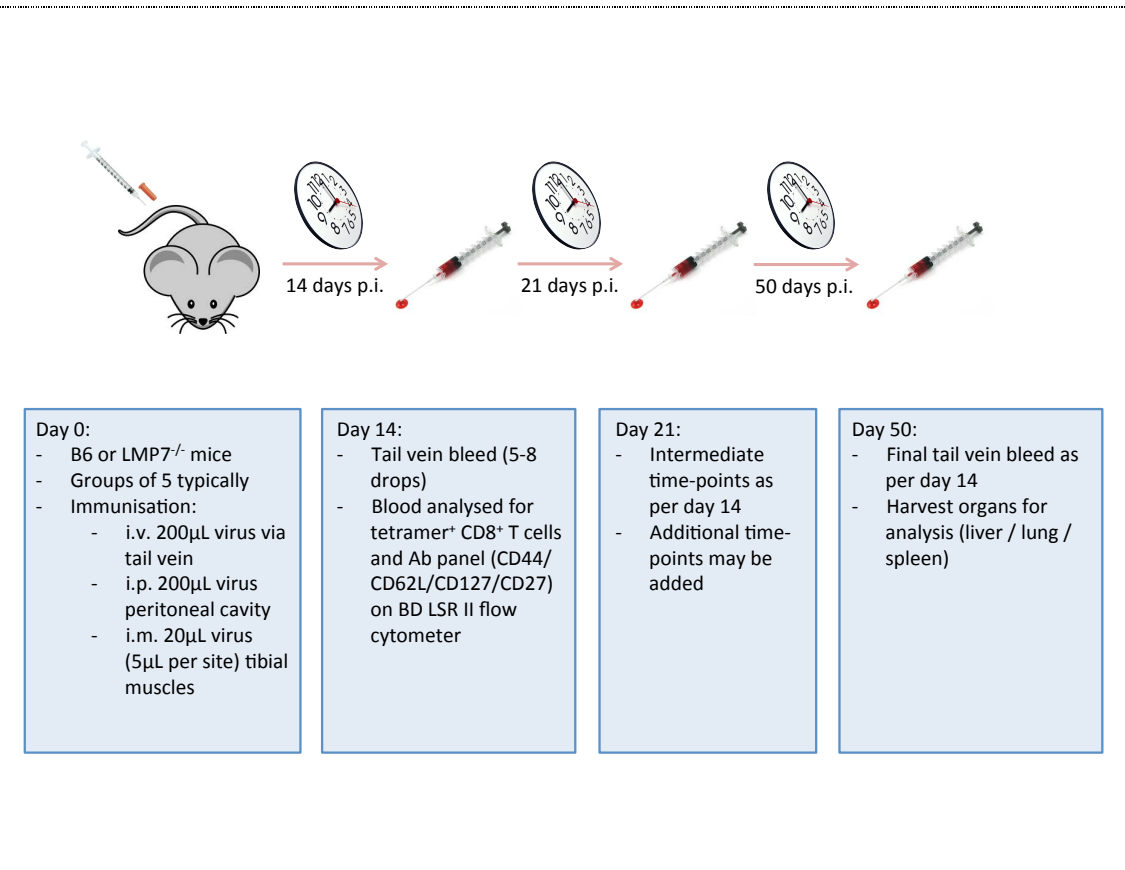 14 days p.i.
21 days p.i.
50 days p.i.
Day 0:
- B6 or LMP7-/- mice
- Groups of 5 typically
- Immunisation:
- i.v. 200µL virus via
tail vein
- i.p. 200µL virus
peritoneal cavity
- i.m. 20µL virus
(5µL per site) tibial
muscles
Day 14:
- Tail vein bleed (5-8
drops)
- Blood analysed for
tetramer+ CD8+ T cells
and Ab panel (CD44/
CD62L/CD127/CD27)
on BD LSR II flow
cytometer
Day 21:
- Intermediate
time-points as
per day 14
- Additional time-
points may be
added
Day 50:
- Final tail vein bleed as
per day 14
- Harvest organs for
analysis (liver / lung /
spleen)